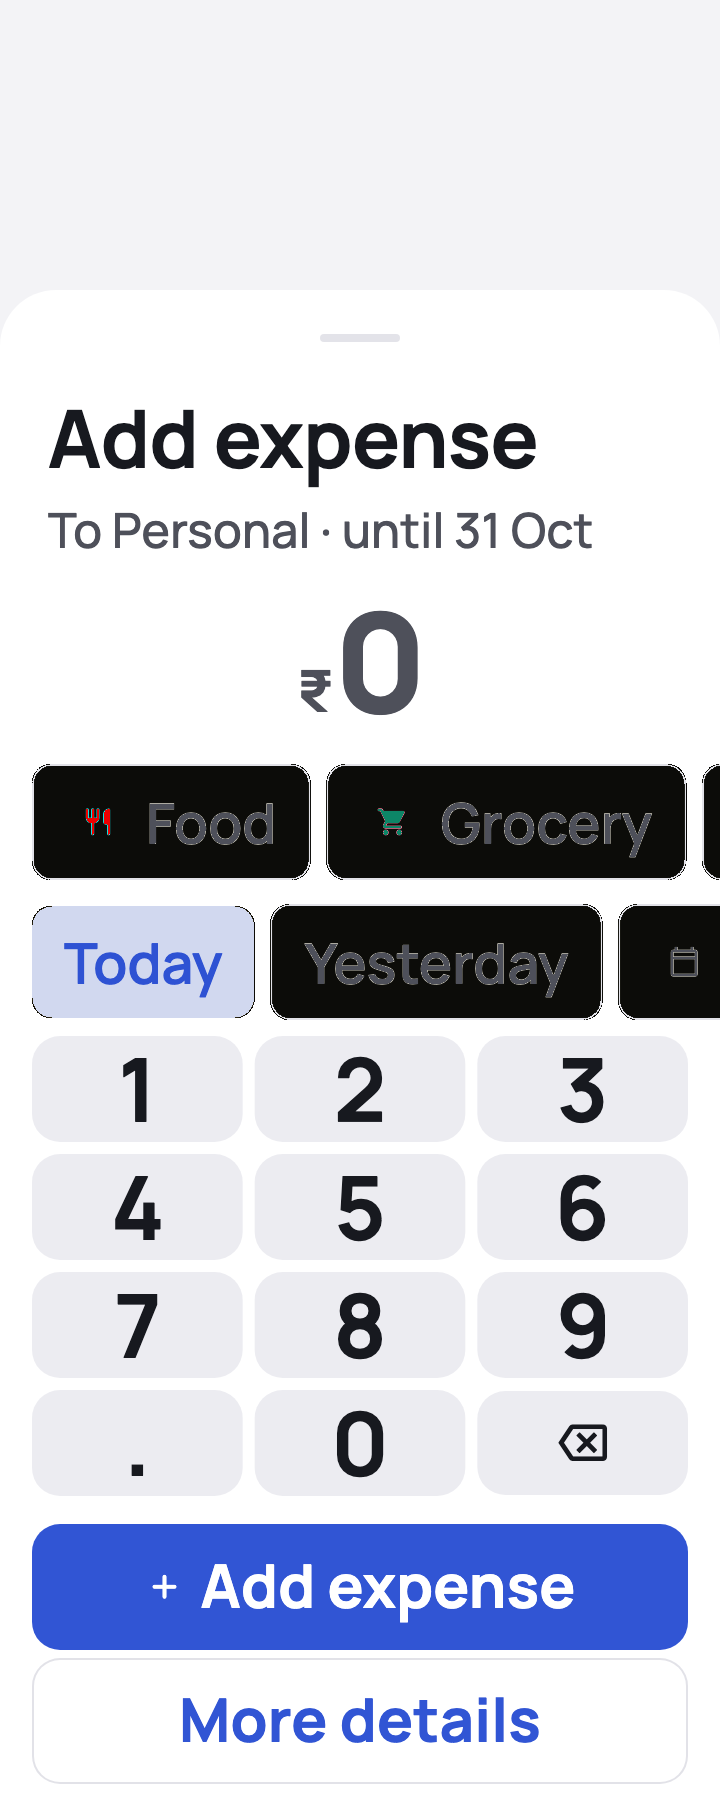 Add expense
To Personal · until 31 Oct
₹0
Food Grocery
Today Yesterday
1 2 3
4 5 6
7 8 9
. 0
+ Add expense
More details